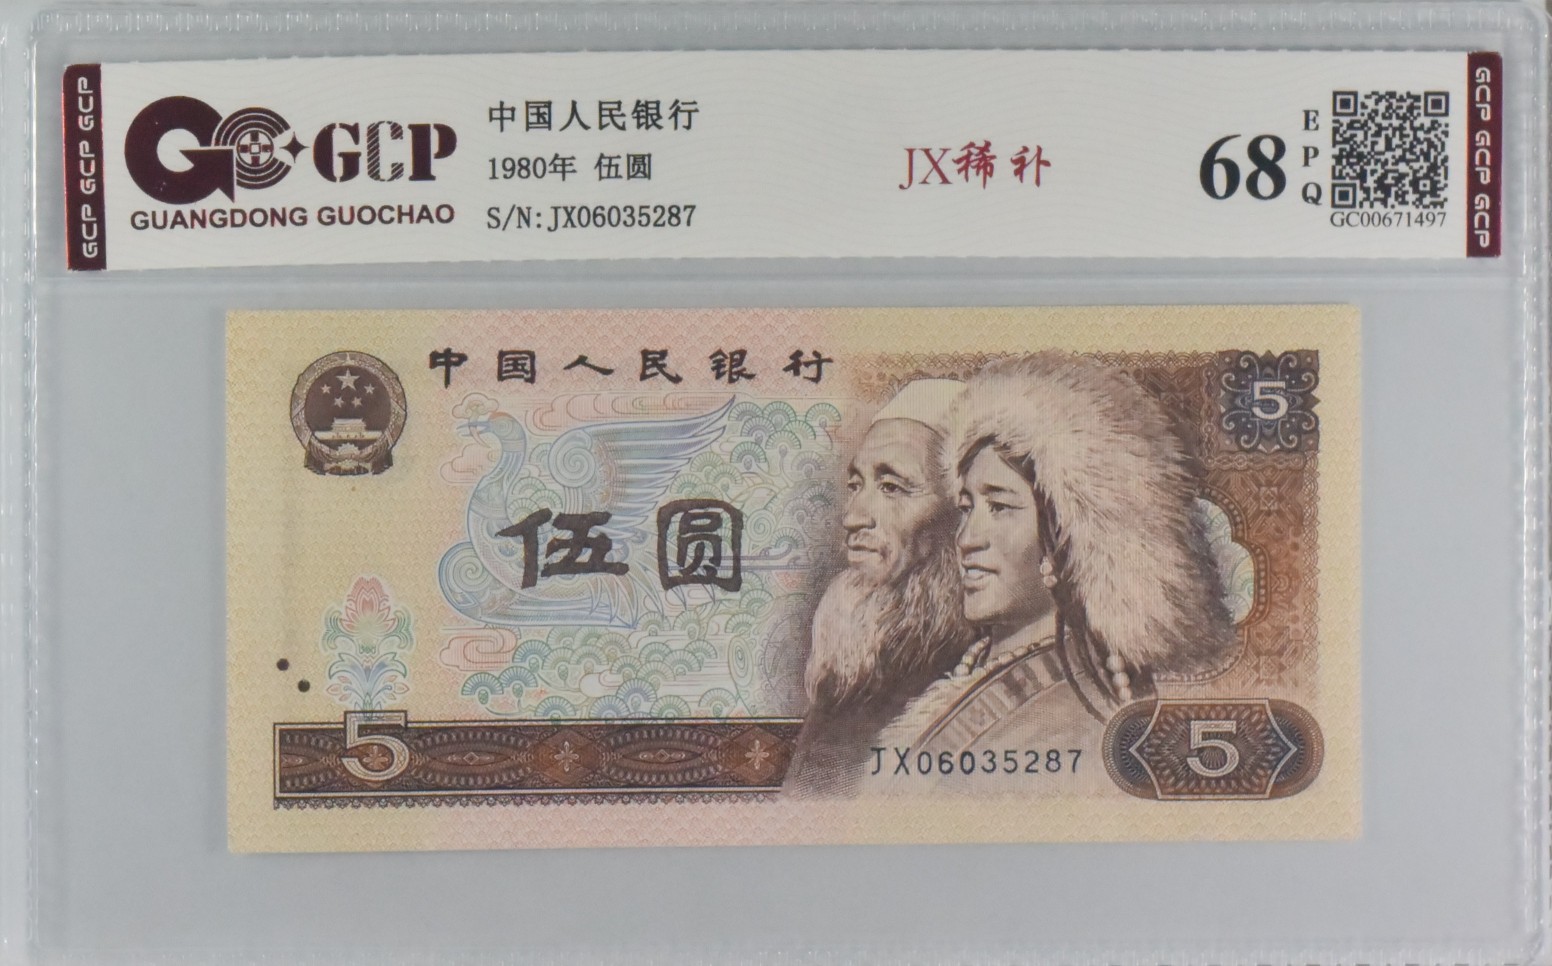 GCP GCP GCP
GCP
GUANGDONG GUOCHAO
中国人民银行
1980年 伍圆
S/N:JX06035287
JX稀补
68
EPQ
GC00671497
GCP GCP GCP
中国人民银行
5
伍圆
5
JX06035287
5